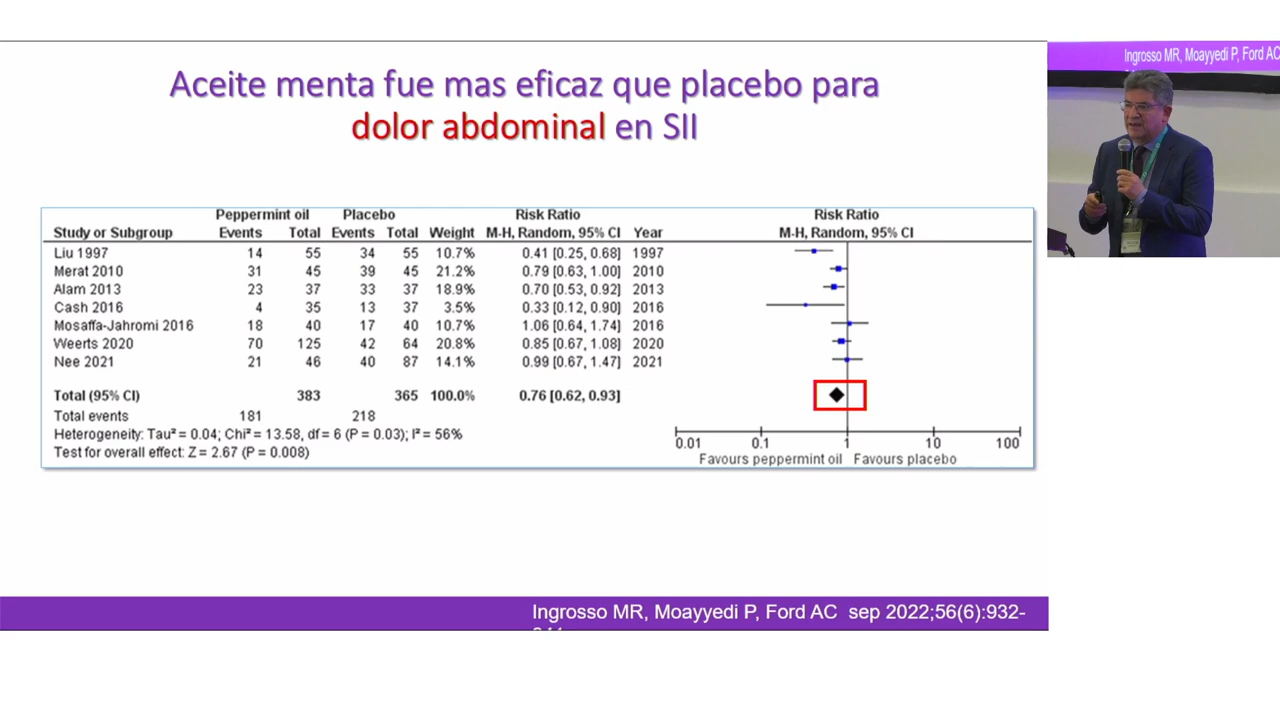 Aceite menta fue mas eficaz que placebo para
dolor abdominal en SII
Peppermint oil Placebo Risk Ratio Risk Ratio
Study or Subgroup Events Total Events Total Weight M-H, Random, 95% CI Year M-H, Random, 95% CI
Liu 1997 14 55 34 55 10.7% 0.41 [0.25, 0.68] 1997
Merat 2010 31 45 39 45 21.2% 0.79 [0.63, 1.00] 2010
Alam 2013 23 37 33 37 18.9% 0.70 [0.53, 0.92] 2013
Cash 2016 4 35 13 37 3.5% 0.33 [0.12, 0.90] 2016
Mosaffa-Jahromi 2016 18 40 17 40 10.7% 1.06 [0.64, 1.74] 2016
Weerts 2020 70 125 42 64 20.8% 0.85 [0.67, 1.08] 2020
Nee 2021 21 46 40 87 14.1% 0.99 [0.67, 1.47] 2021
Total (95% CI) 383 365 100.0% 0.76 [0.62, 0.93]
Total events 181 218
Heterogeneity: Tau² = 0.04; Chi² = 13.58, df = 6 (P = 0.03); I² = 56%
Test for overall effect: Z = 2.67 (P = 0.008)
0.01 0.1 1 10 100
Favours peppermint oil Favours placebo
Ingrosso MR, Moayyedi P, Ford AC sep 2022;56(6):932-
Ingrosso MR, Moayyedi P, Ford AC